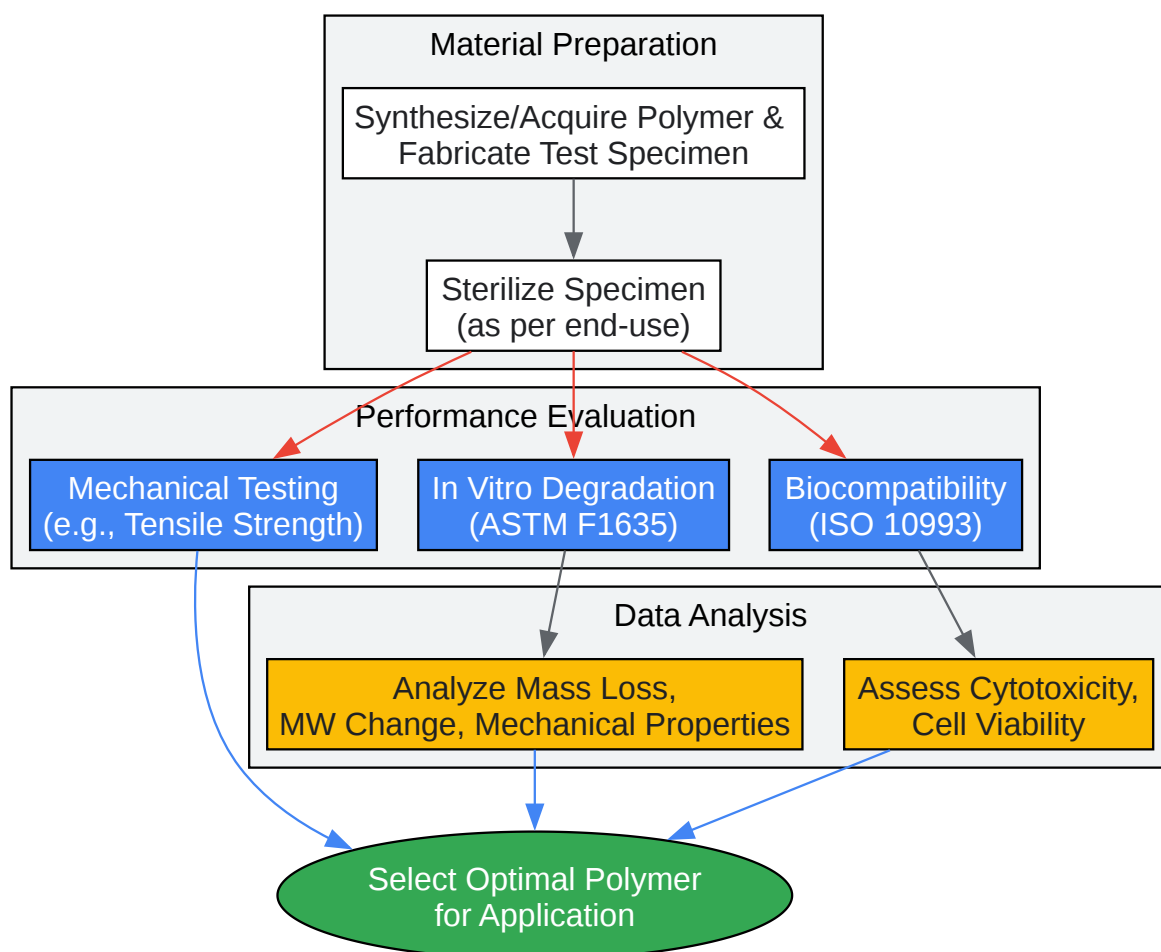 Material Preparation
Synthesize/Acquire Polymer &
Fabricate Test Specimen
Sterilize Specimen
(as per end-use)
Performance Evaluation
Mechanical Testing
(e.g., Tensile Strength)
In Vitro Degradation
(ASTM F1635)
Biocompatibility
(ISO 10993)
Data Analysis
Analyze Mass Loss,
MW Change, Mechanical Properties
Assess Cytotoxicity,
Cell Viability
Select Optimal Polymer
for Application